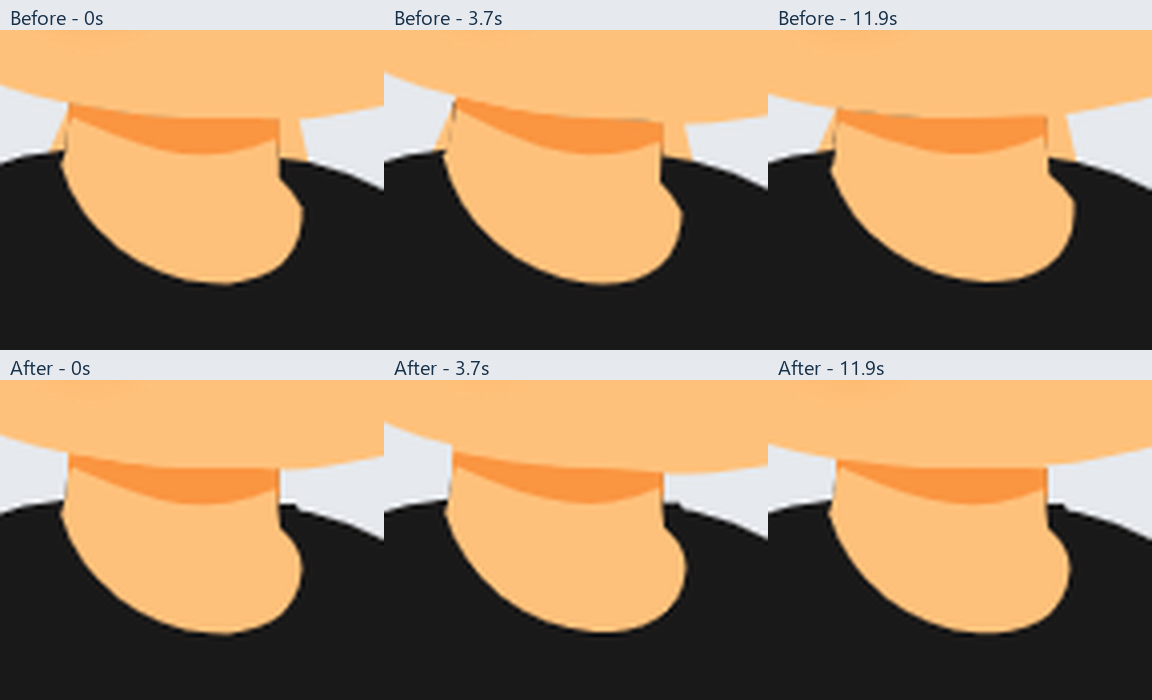 Before - 0s
Before - 3.7s
Before - 11.9s
After - 0s
After - 3.7s
After - 11.9s